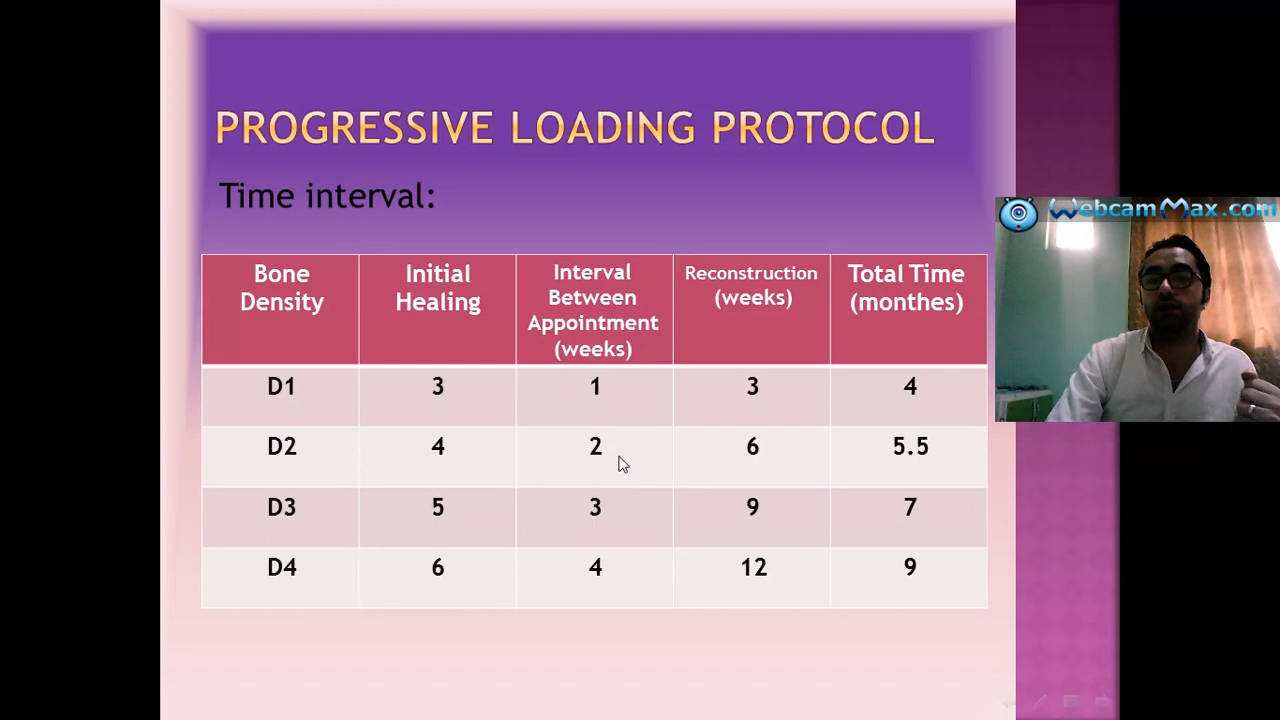 PROGRESSIVE LOADING PROTOCOL
Time interval:
WebcamMax.com
Bone Density
Initial Healing
Interval Between Appointment (weeks)
Reconstruction (weeks)
Total Time (monthes)
D1 3 1 3 4
D2 4 2 6 5.5
D3 5 3 9 7
D4 6 4 12 9